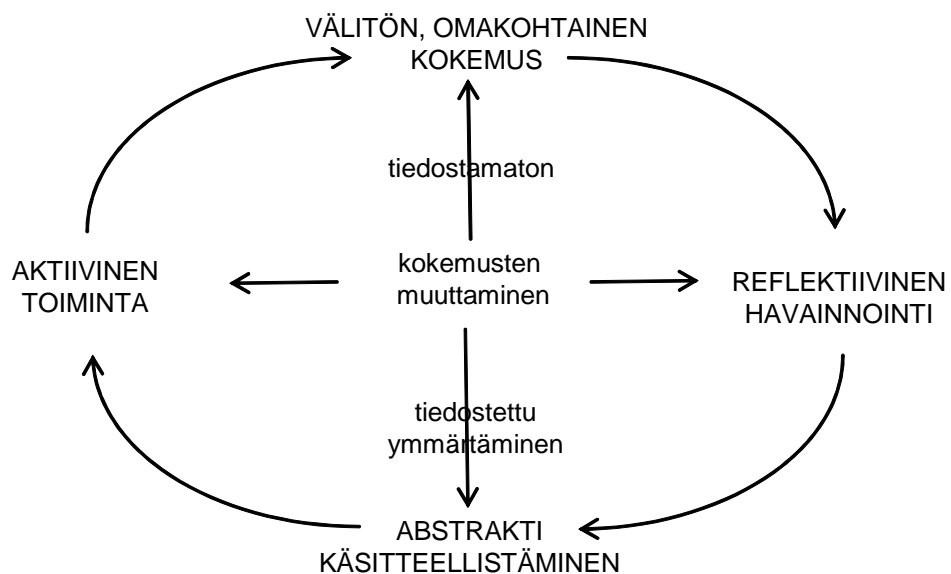 VÄLITÖN, OMAKOHTAINEN
KOKEMUS
tiedostamaton
AKTIIVINEN
TOIMINTA
kokemusten
muuttaminen
REFLEKTIIVINEN
HAVAINNOINTI
tiedostettu
ymmärtäminen
ABSTRAKTI
KÄSITTEELLISTÄMINEN